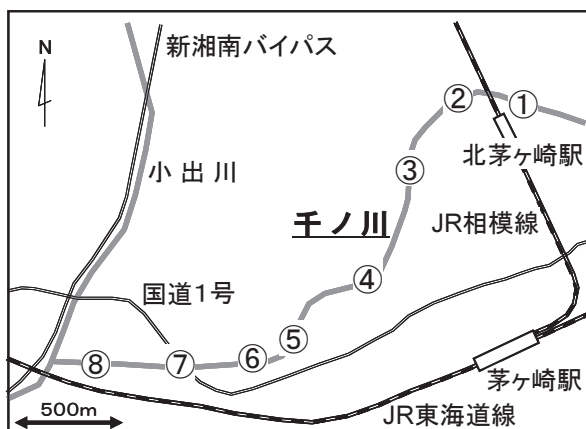 新湘南バイパス
N
②
①
北茅ヶ崎駅
小出川
③
千ノ川
JR相模線
④
国道1号
⑤
⑥
⑦
⑧
茅ヶ崎駅
500m
JR東海道線